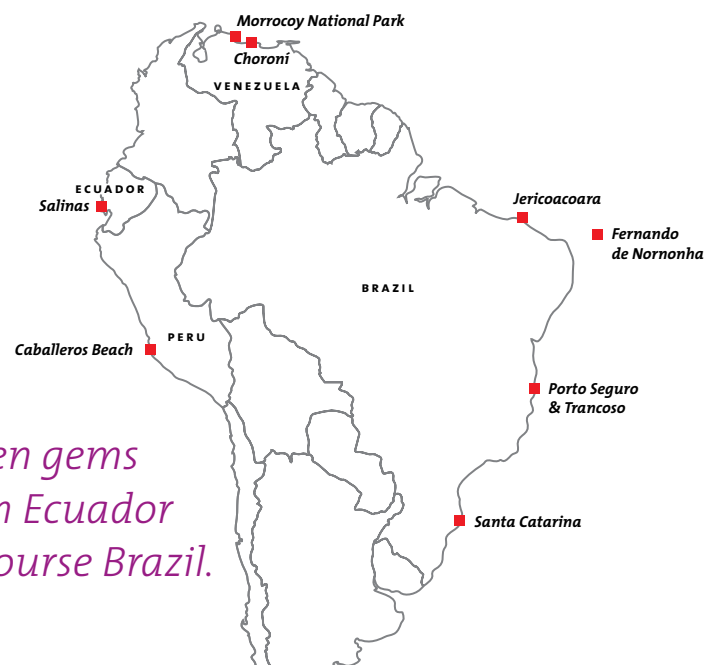 Morrocoy National Park
Choroní
VENEZUELA
ECUADOR
Salinas
Jericoacoara
Fernando
de Nornonha
BRAZIL
PERU
Caballeros Beach
Porto Seguro
& Trancoso
en gems
Ecuador
ourse Brazil.
Santa Catarina